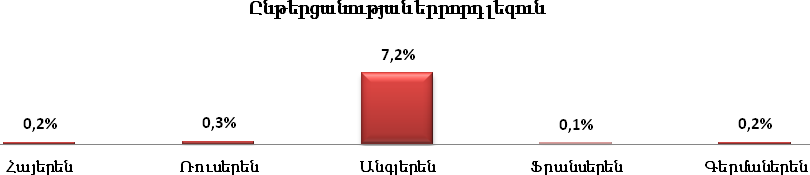 Ընթերցանության երրորդ լեզուն
7,2%
0,2% 0,3% 0,1% 0,2%
Հայերեն Ռուսերեն Անգլերեն Ֆրանսերեն Գերմաներեն